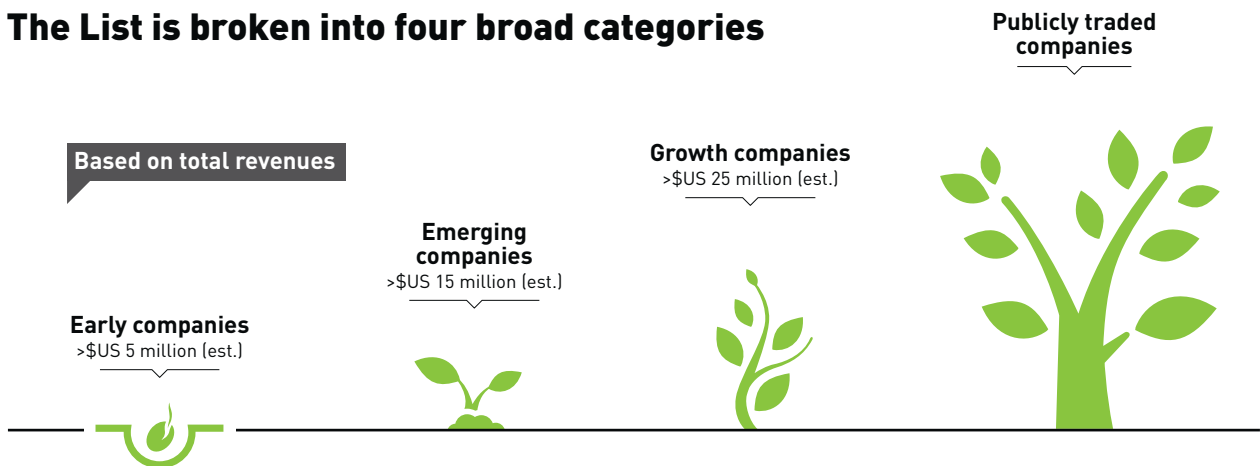 The List is broken into four broad categories
Based on total revenues
Early companies
>$US 5 million (est.)
Emerging
companies
>$US 15 million (est.)
Growth companies
>$US 25 million (est.)
Publicly traded
companies